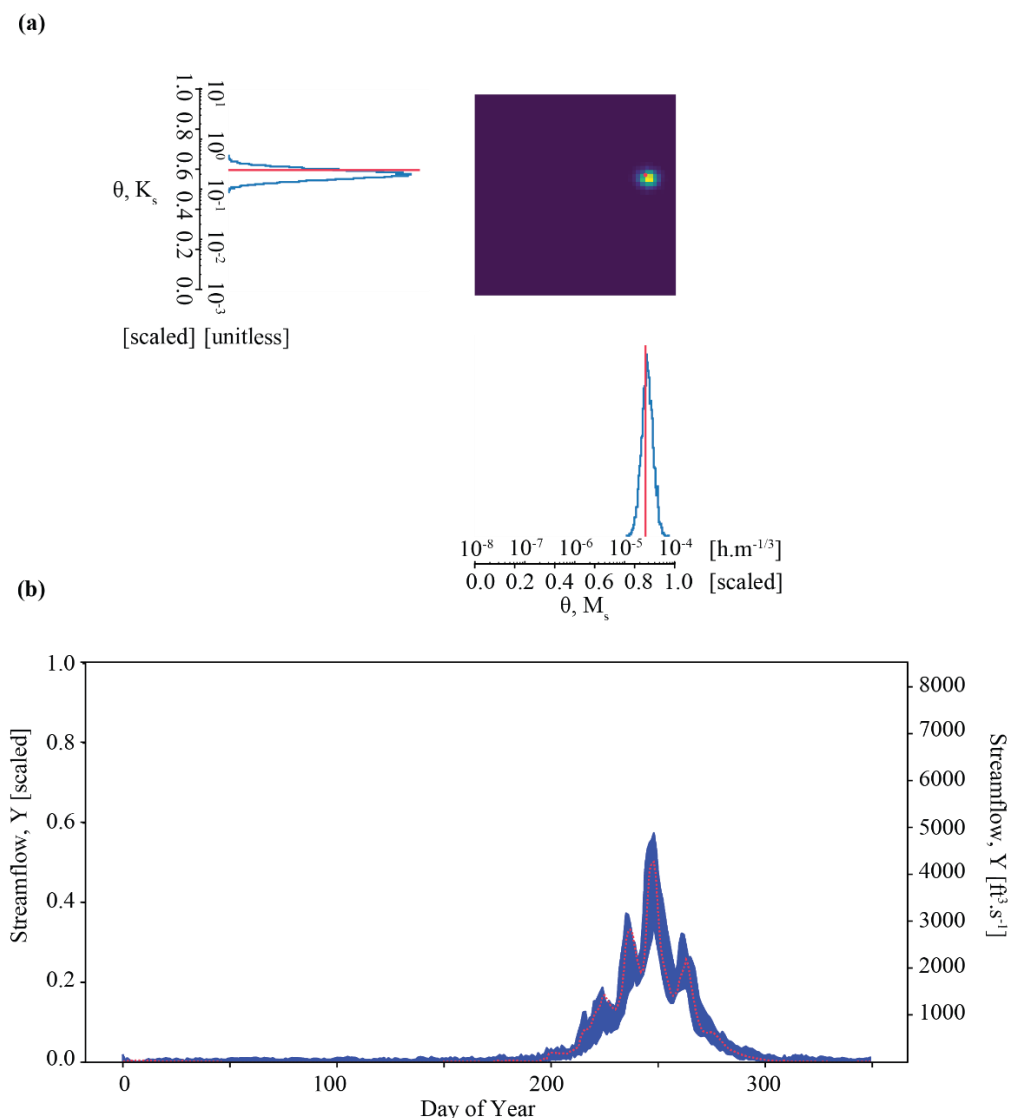 (a)
1.0
0.8
0.6
0.4
0.2
0.0
10¹
10⁰
10⁻¹
10⁻²
10⁻³
θ, Kₛ
[scaled] [unitless]
10⁻⁸ 10⁻⁷ 10⁻⁶ 10⁻⁵ 10⁻⁴ [h.m⁻¹ᐟ³]
0.0 0.2 0.4 0.6 0.8 1.0 [scaled]
θ, Mₛ
(b)
Streamflow, Y [scaled]
1.0
0.8
0.6
0.4
0.2
0.0
8000
7000
6000
5000
4000
3000
2000
1000
Streamflow, Y [ft³.s⁻¹]
0 100 200 300
Day of Year